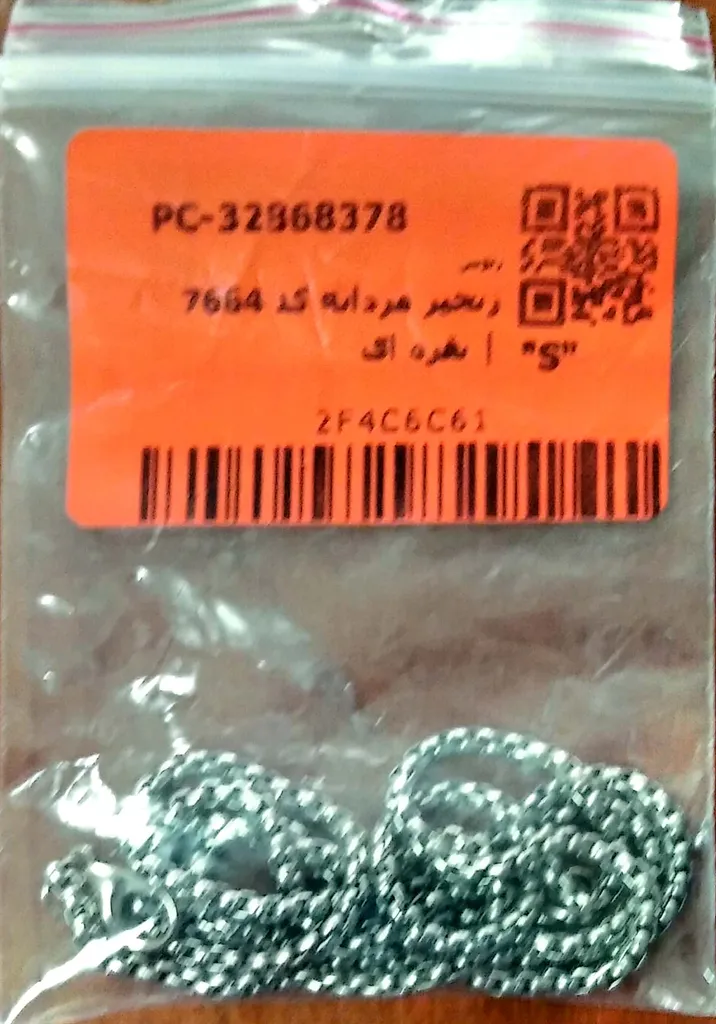 PC-32868378
زنجیر مردانه کد 7664
"S" | نقره ای
2F4C6C61